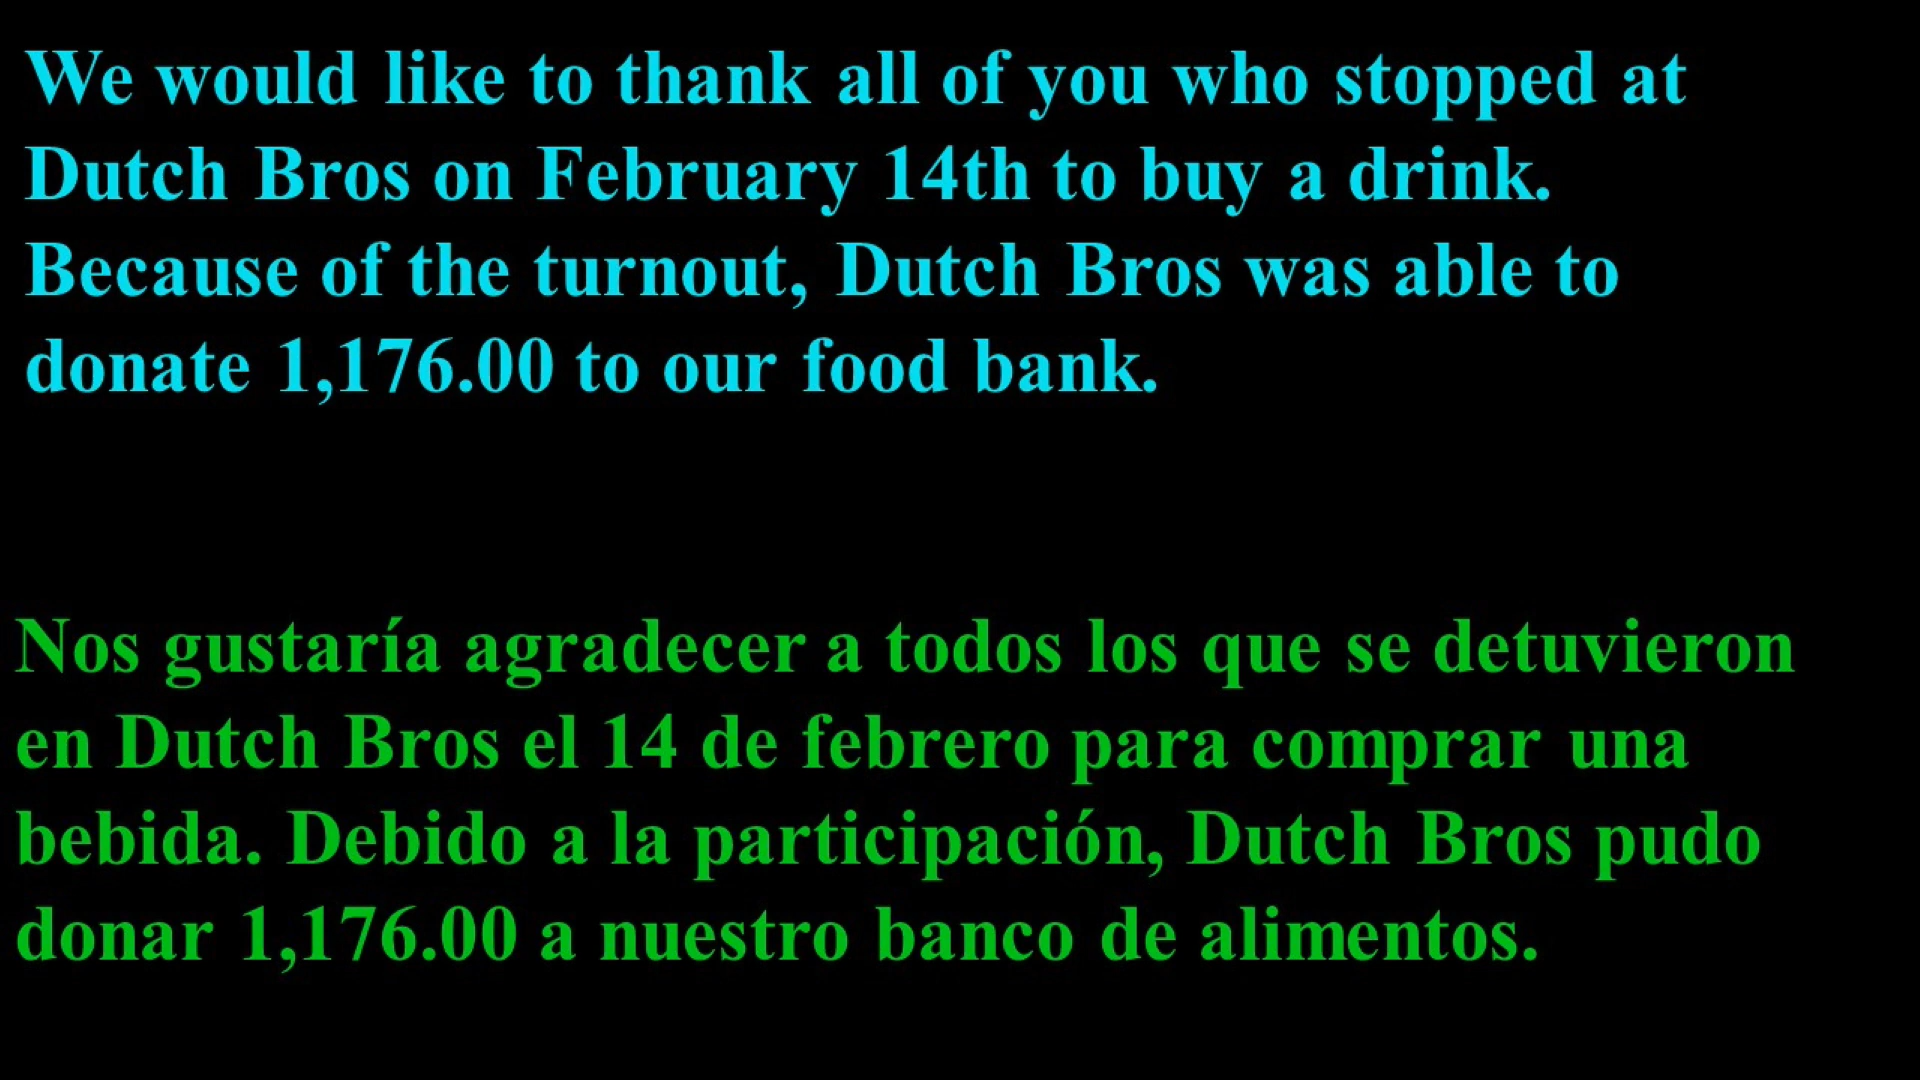 We would like to thank all of you who stopped at
Dutch Bros on February 14th to buy a drink.
Because of the turnout, Dutch Bros was able to
donate 1,176.00 to our food bank.
Nos gustaría agradecer a todos los que se detuvieron
en Dutch Bros el 14 de febrero para comprar una
bebida. Debido a la participación, Dutch Bros pudo
donar 1,176.00 a nuestro banco de alimentos.